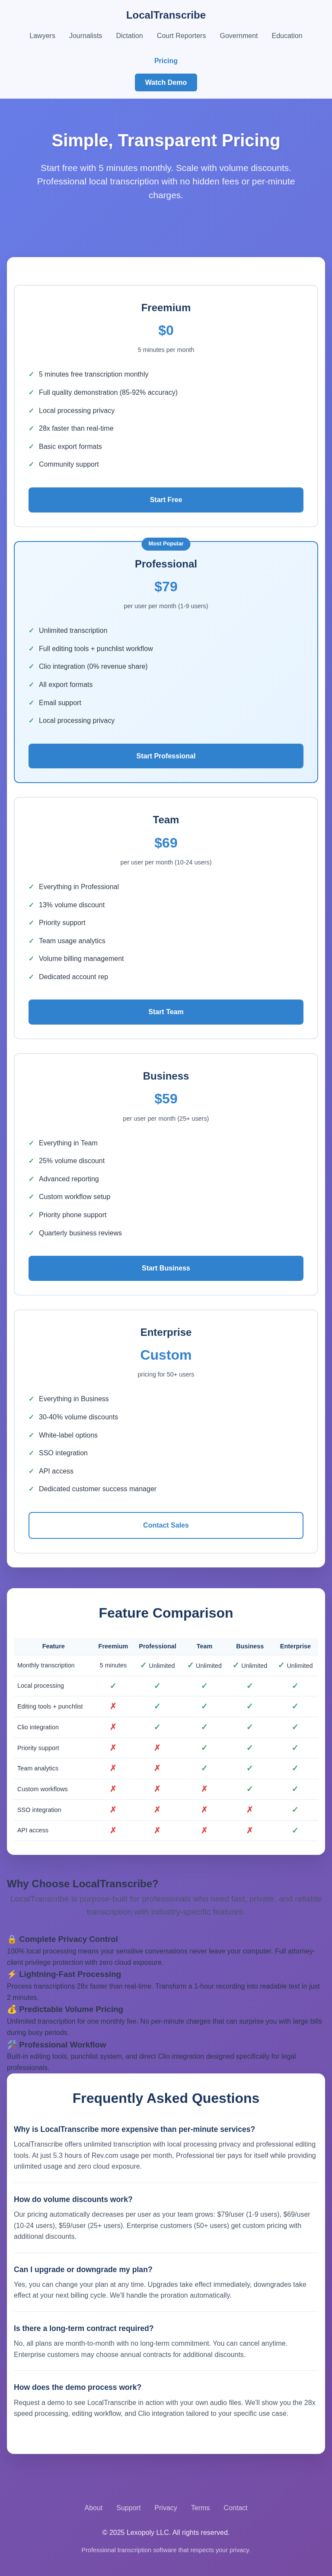 LocalTranscribe
Lawyers Journalists Dictation Court Reporters Government Education
Pricing
Watch Demo
Simple, Transparent Pricing
Start free with 5 minutes monthly. Scale with volume discounts.
Professional local transcription with no hidden fees or per-minute
charges.
Freemium
$0
5 minutes per month
✓ 5 minutes free transcription monthly
✓ Full quality demonstration (85-92% accuracy)
✓ Local processing privacy
✓ 28x faster than real-time
✓ Basic export formats
✓ Community support
Start Free
Most Popular
Professional
$79
per user per month (1-9 users)
✓ Unlimited transcription
✓ Full editing tools + punchlist workflow
✓ Clio integration (0% revenue share)
✓ All export formats
✓ Email support
✓ Local processing privacy
Start Professional
Team
$69
per user per month (10-24 users)
✓ Everything in Professional
✓ 13% volume discount
✓ Priority support
✓ Team usage analytics
✓ Volume billing management
✓ Dedicated account rep
Start Team
Business
$59
per user per month (25+ users)
✓ Everything in Team
✓ 25% volume discount
✓ Advanced reporting
✓ Custom workflow setup
✓ Priority phone support
✓ Quarterly business reviews
Start Business
Enterprise
Custom
pricing for 50+ users
✓ Everything in Business
✓ 30-40% volume discounts
✓ White-label options
✓ SSO integration
✓ API access
✓ Dedicated customer success manager
Contact Sales
Feature Comparison
Feature Freemium Professional Team Business Enterprise
Monthly transcription 5 minutes ✓ Unlimited ✓ Unlimited ✓ Unlimited ✓ Unlimited
Local processing ✓ ✓ ✓ ✓ ✓
Editing tools + punchlist ✗ ✓ ✓ ✓ ✓
Clio integration ✗ ✓ ✓ ✓ ✓
Priority support ✗ ✗ ✓ ✓ ✓
Team analytics ✗ ✗ ✓ ✓ ✓
Custom workflows ✗ ✗ ✗ ✓ ✓
SSO integration ✗ ✗ ✗ ✗ ✓
API access ✗ ✗ ✗ ✗ ✓
Why Choose LocalTranscribe?
LocalTranscribe is purpose-built for professionals who need fast, private, and reliable
transcription with industry-specific features.
🔒 Complete Privacy Control
100% local processing means your sensitive conversations never leave your computer. Full attorney-
client privilege protection with zero cloud exposure.
⚡ Lightning-Fast Processing
Process transcriptions 28x faster than real-time. Transform a 1-hour recording into readable text in just
2 minutes.
💰 Predictable Volume Pricing
Unlimited transcription for one monthly fee. No per-minute charges that can surprise you with large bills
during busy periods.
🛠️ Professional Workflow
Built-in editing tools, punchlist system, and direct Clio integration designed specifically for legal
professionals.
Frequently Asked Questions
Why is LocalTranscribe more expensive than per-minute services?
LocalTranscribe offers unlimited transcription with local processing privacy and professional editing
tools. At just 5.3 hours of Rev.com usage per month, Professional tier pays for itself while providing
unlimited usage and zero cloud exposure.
How do volume discounts work?
Our pricing automatically decreases per user as your team grows: $79/user (1-9 users), $69/user
(10-24 users), $59/user (25+ users). Enterprise customers (50+ users) get custom pricing with
additional discounts.
Can I upgrade or downgrade my plan?
Yes, you can change your plan at any time. Upgrades take effect immediately, downgrades take
effect at your next billing cycle. We'll handle the proration automatically.
Is there a long-term contract required?
No, all plans are month-to-month with no long-term commitment. You can cancel anytime.
Enterprise customers may choose annual contracts for additional discounts.
How does the demo process work?
Request a demo to see LocalTranscribe in action with your own audio files. We'll show you the 28x
speed processing, editing workflow, and Clio integration tailored to your specific use case.
About Support Privacy Terms Contact
© 2025 Lexopoly LLC. All rights reserved.
Professional transcription software that respects your privacy.